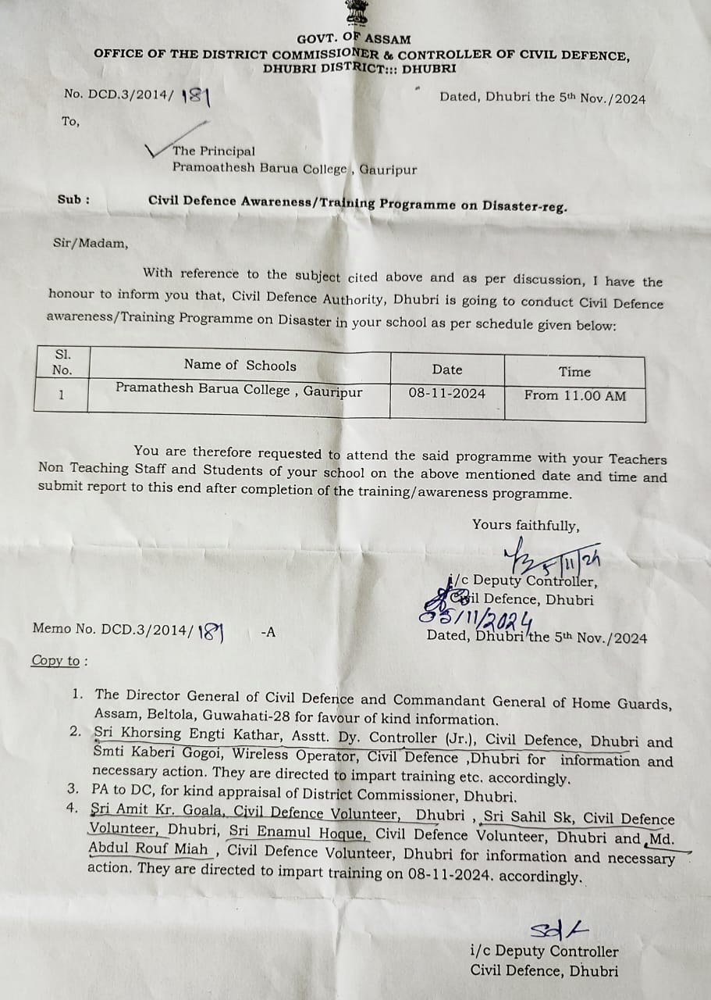 GOVT. OF ASSAM
OFFICE OF THE DISTRICT COMMISSIONER & CONTROLLER OF CIVIL DEFENCE,
DHUBRI DISTRICT::: DHUBRI
No. DCD.3/2014/ 181 Dated, Dhubri the 5th Nov./2024
To,
The Principal
Pramoathesh Barua College , Gauripur
Sub : Civil Defence Awareness/Training Programme on Disaster-reg.
Sir/Madam,
With reference to the subject cited above and as per discussion, I have the
honour to inform you that, Civil Defence Authority, Dhubri is going to conduct Civil Defence
awareness/Training Programme on Disaster in your school as per schedule given below:
Sl. No. Name of Schools Date Time
1 Pramathesh Barua College , Gauripur 08-11-2024 From 11.00 AM
You are therefore requested to attend the said programme with your Teachers
Non Teaching Staff and Students of your school on the above mentioned date and time and
submit report to this end after completion of the training/awareness programme.
Yours faithfully,
5/11/24
i/c Deputy Controller,
Civil Defence, Dhubri
05/11/2024
Memo No. DCD.3/2014/ 181 -A Dated, Dhubri the 5th Nov./2024
Copy to :
1. The Director General of Civil Defence and Commandant General of Home Guards,
Assam, Beltola, Guwahati-28 for favour of kind information.
2. Sri Khorsing Engti Kathar, Asstt. Dy. Controller (Jr.), Civil Defence, Dhubri and
Smti Kaberi Gogoi, Wireless Operator, Civil Defence ,Dhubri for information and
necessary action. They are directed to impart training etc. accordingly.
3. PA to DC, for kind appraisal of District Commissioner, Dhubri.
4. Sri Amit Kr. Goala, Civil Defence Volunteer, Dhubri , Sri Sahil Sk, Civil Defence
Volunteer, Dhubri, Sri Enamul Hoque, Civil Defence Volunteer, Dhubri and Md.
Abdul Rouf Miah , Civil Defence Volunteer, Dhubri for information and necessary
action. They are directed to impart training on 08-11-2024. accordingly.
Sd/-
i/c Deputy Controller
Civil Defence, Dhubri